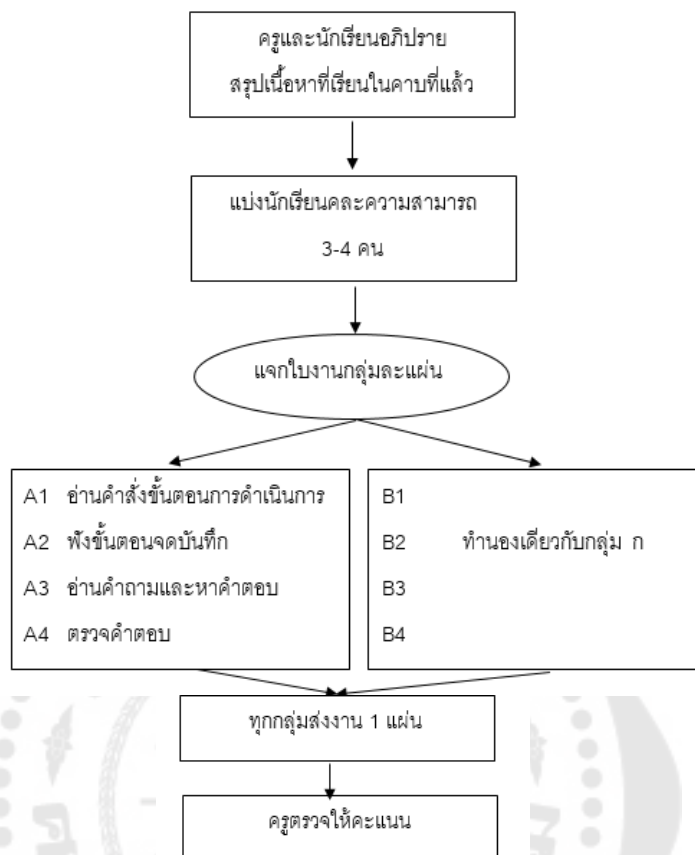 ครูและนักเรียนอภิปราย
สรุปเนื้อหาที่เรียนในคาบที่แล้ว
แบ่งนักเรียนคละความสามารถ
3-4 คน
แจกใบงานกลุ่มละแผ่น
A1 อ่านคำสั่งขั้นตอนการดำเนินการ
A2 ฟังขั้นตอนจดบันทึก
A3 อ่านคำถามและหาคำตอบ
A4 ตรวจคำตอบ
B1
B2 ทำนองเดียวกับกลุ่ม ก
B3
B4
ทุกกลุ่มส่งงาน 1 แผ่น
ครูตรวจให้คะแนน